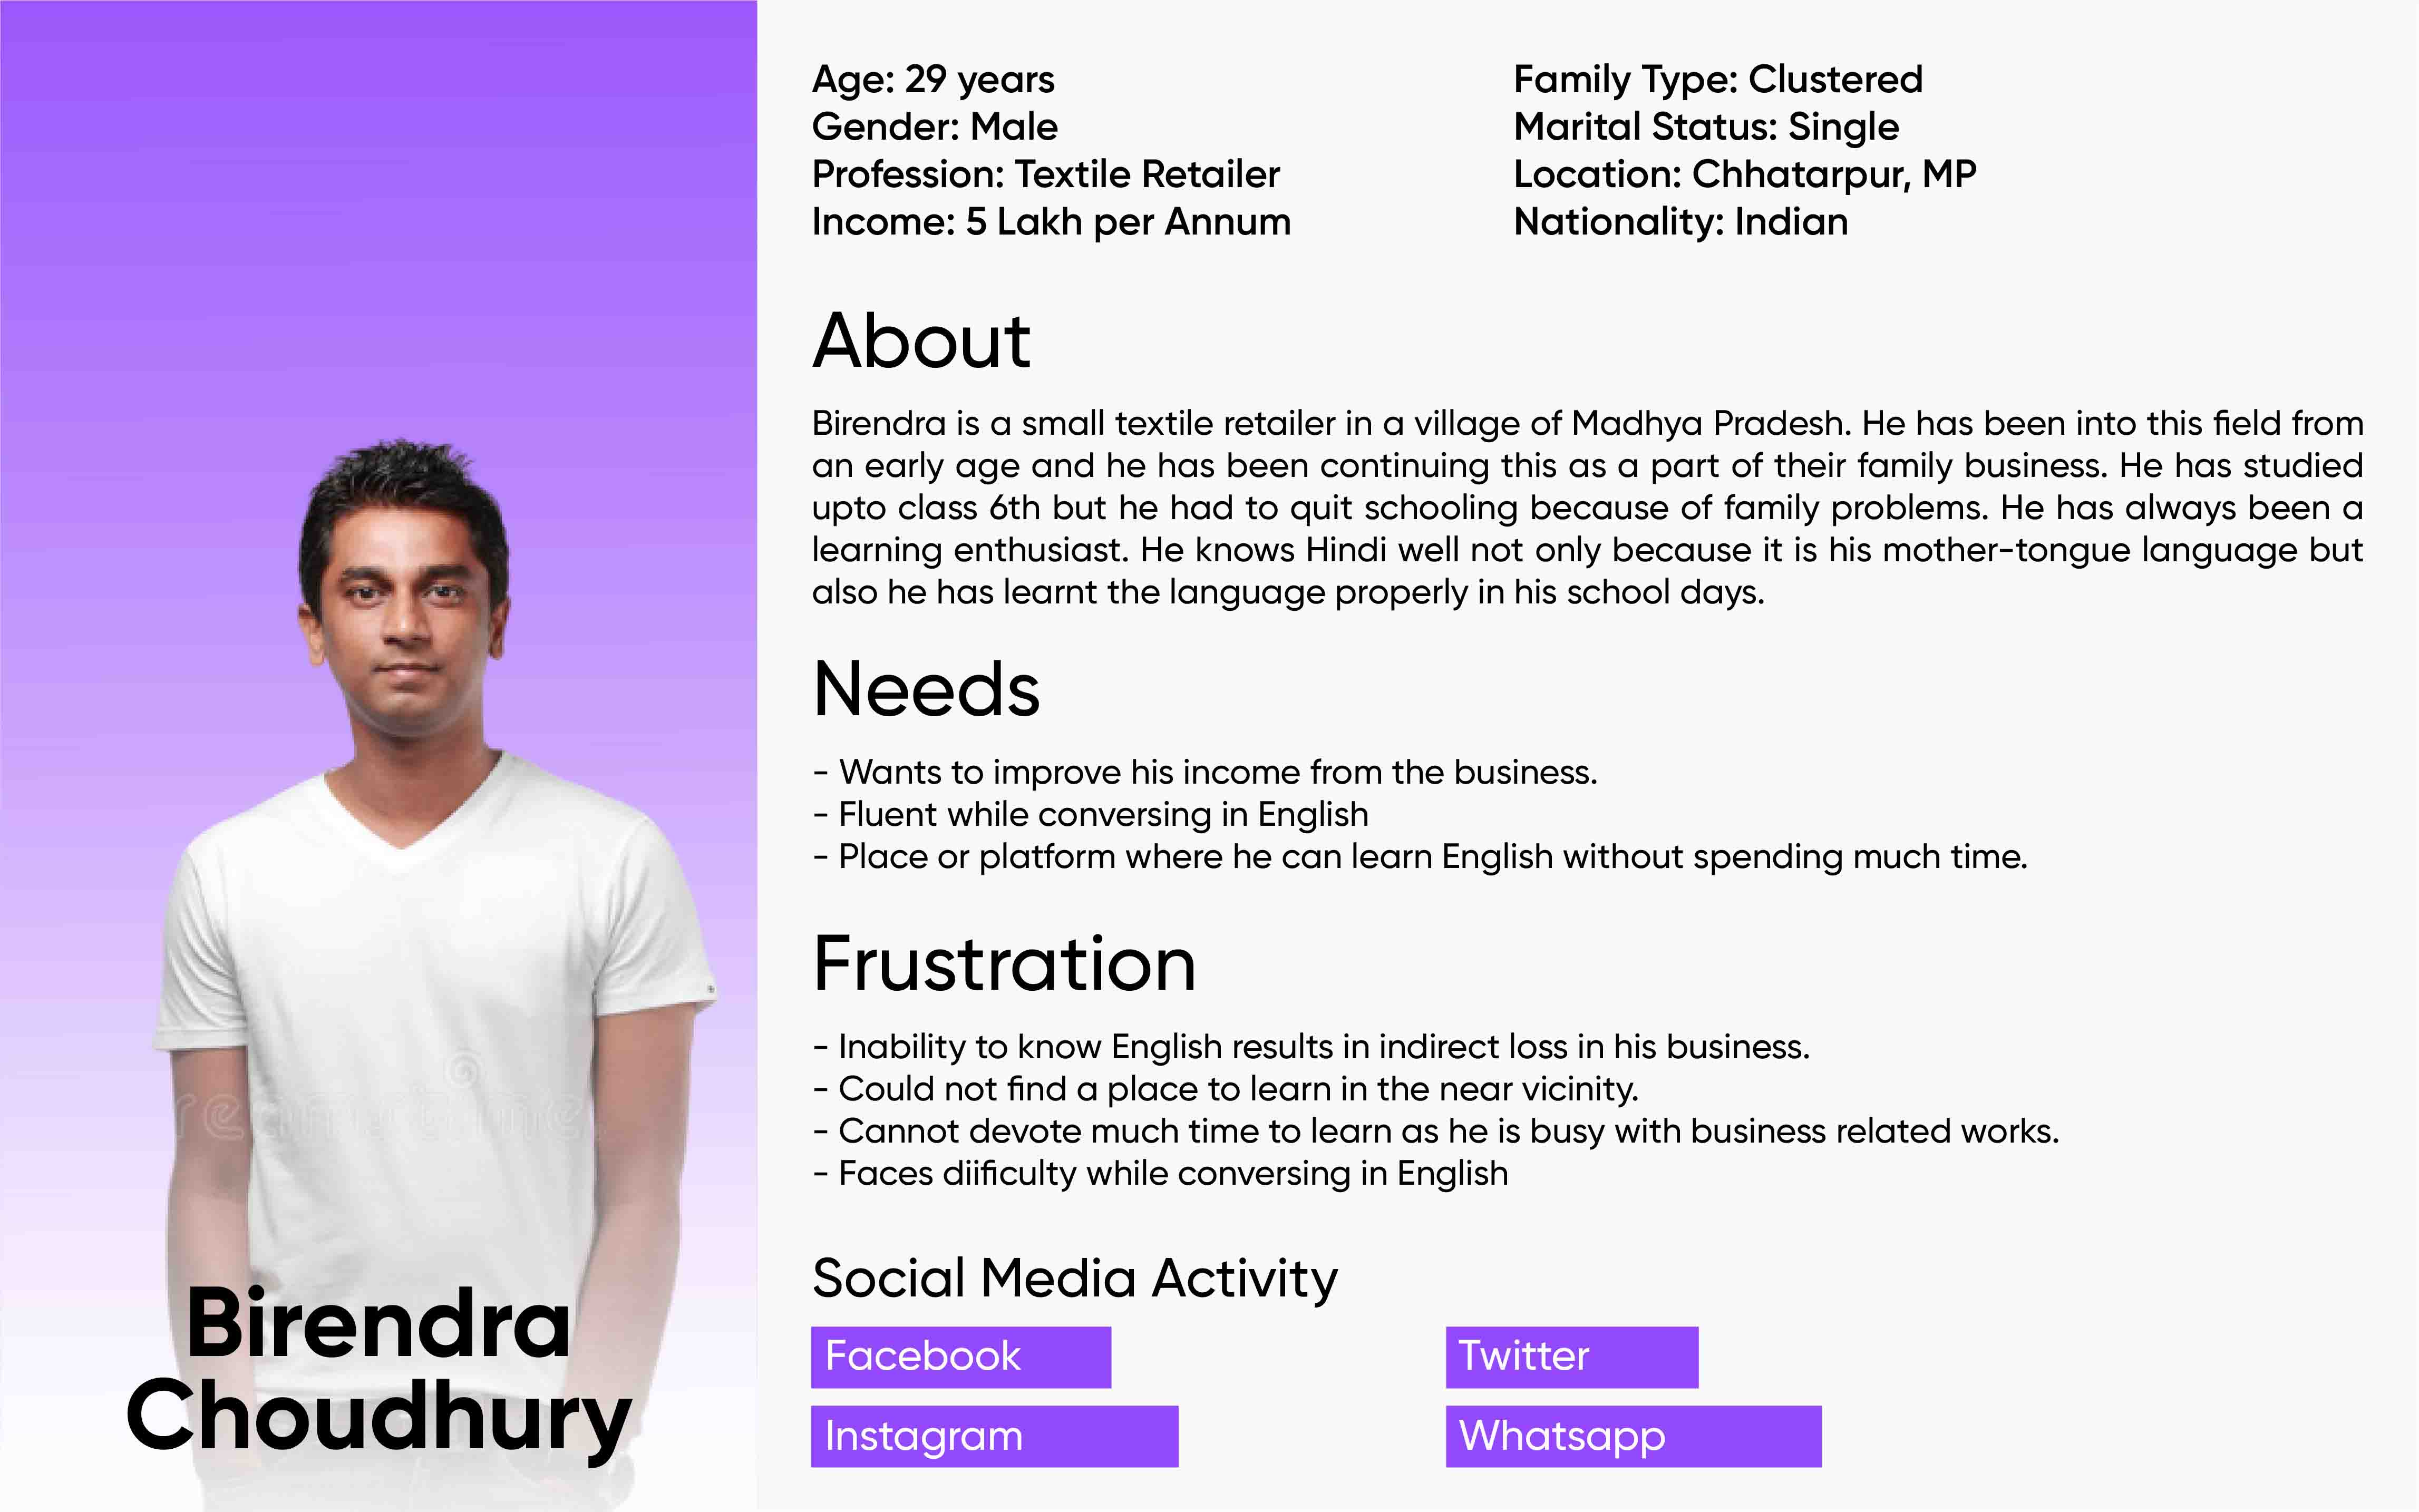 Age: 29 years
Gender: Male
Profession: Textile Retailer
Income: 5 Lakh per Annum
Family Type: Clustered
Marital Status: Single
Location: Chhatarpur, MP
Nationality: Indian
About
Birendra is a small textile retailer in a village of Madhya Pradesh. He has been into this field from
an early age and he has been continuing this as a part of their family business. He has studied
upto class 6th but he had to quit schooling because of family problems. He has always been a
learning enthusiast. He knows Hindi well not only because it is his mother-tongue language but
also he has learnt the language properly in his school days.
Needs
- Wants to improve his income from the business.
- Fluent while conversing in English
- Place or platform where he can learn English without spending much time.
Frustration
- Inability to know English results in indirect loss in his business.
- Could not find a place to learn in the near vicinity.
- Cannot devote much time to learn as he is busy with business related works.
- Faces diificulty while conversing in English
Social Media Activity
Facebook
Twitter
Instagram
Whatsapp
Birendra
Choudhury